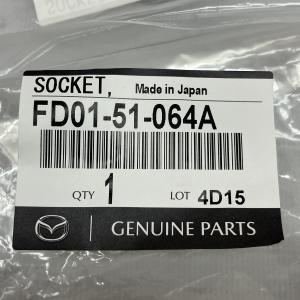 SOCKET, Made in Japan
FD01-51-064A
QTY 1 LOT 4D15
GENUINE PARTS